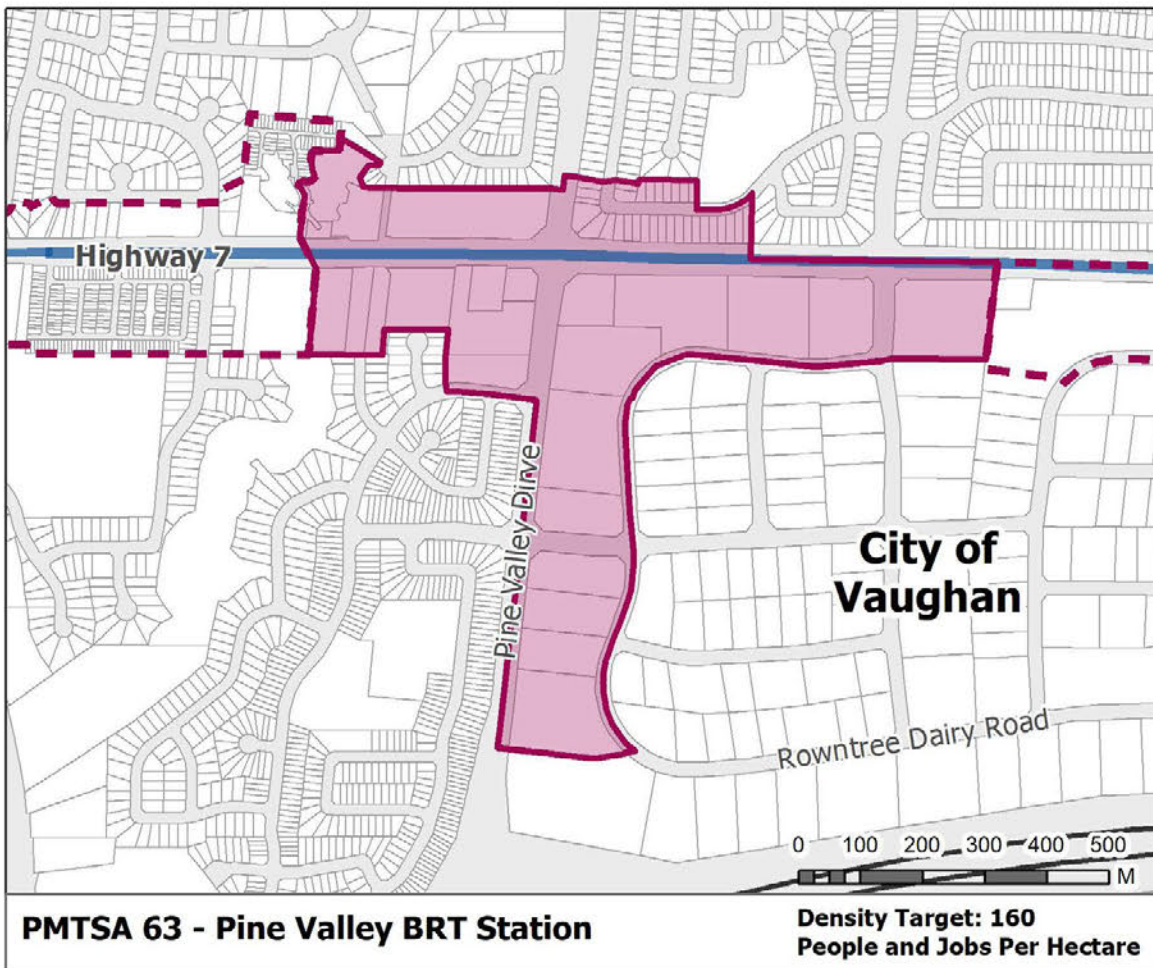 Highway 7
Pine Valley Dirve
City of
Vaughan
Rowntree Dairy Road
0 100 200 300 400 500
M
PMTSA 63 - Pine Valley BRT Station
Density Target: 160
People and Jobs Per Hectare